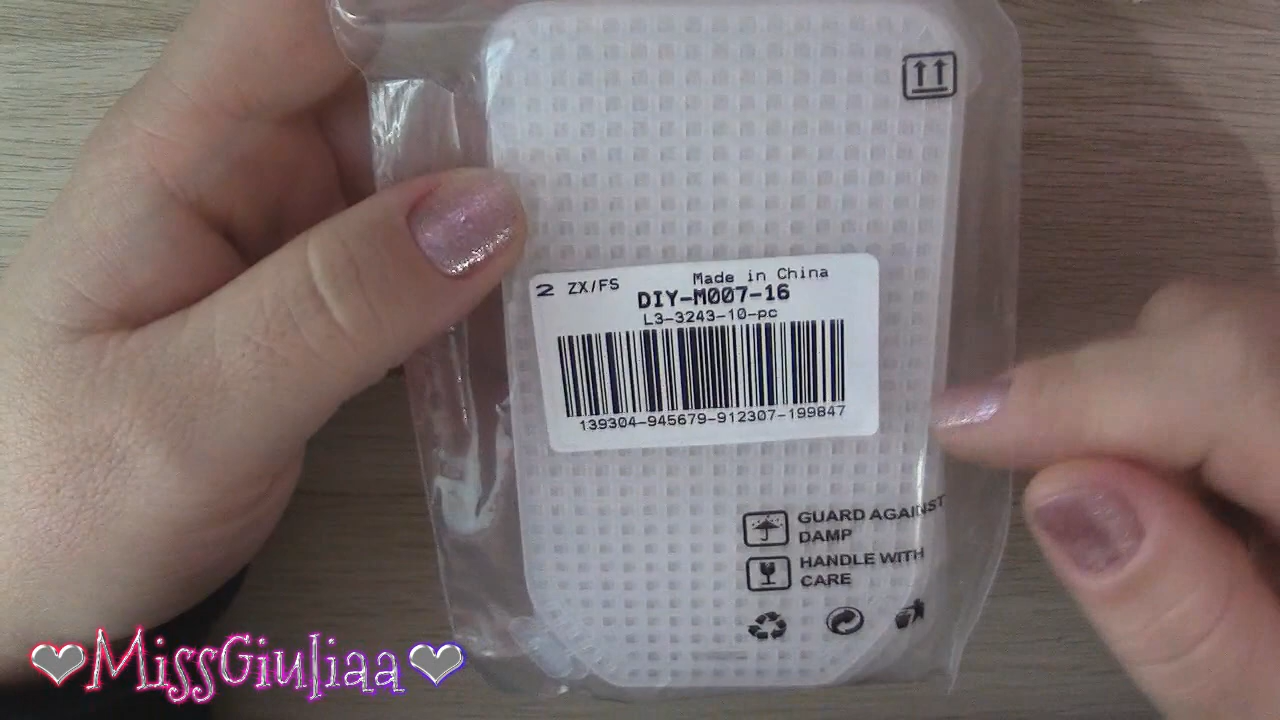 2 ZX/FS Made in China
DIY-M007-16
L3-3243-10-pc
139304-945679-912307-199847
GUARD AGAINST
DAMP
HANDLE WITH
CARE
MissGiuliaa